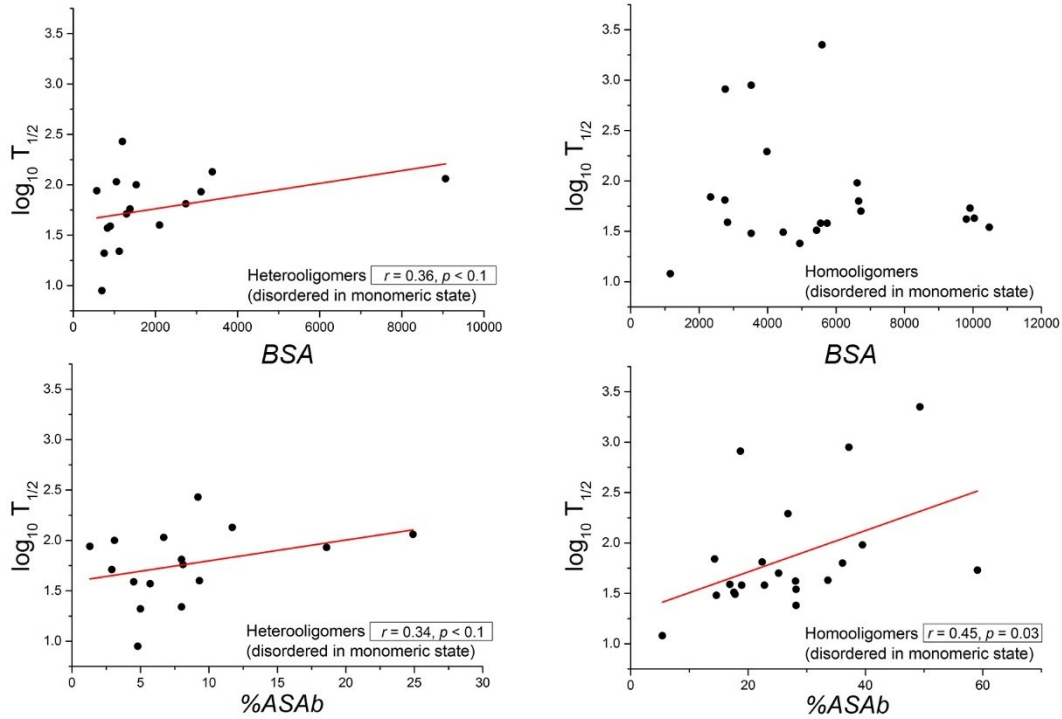 3.5
3.0
2.5
2.0
1.5
1.0
log10 T1/2
0 2000 4000 6000 8000 10000
BSA
Heterooligomers r = 0.36, p < 0.1
(disordered in monomeric state)
3.5
3.0
2.5
2.0
1.5
1.0
log10 T1/2
0 2000 4000 6000 8000 10000 12000
BSA
Homooligomers
(disordered in monomeric state)
3.5
3.0
2.5
2.0
1.5
1.0
log10 T1/2
0 5 10 15 20 25 30
%ASAb
Heterooligomers r = 0.34, p < 0.1
(disordered in monomeric state)
3.5
3.0
2.5
2.0
1.5
1.0
log10 T1/2
0 20 40 60
%ASAb
Homooligomers r = 0.45, p = 0.03
(disordered in monomeric state)